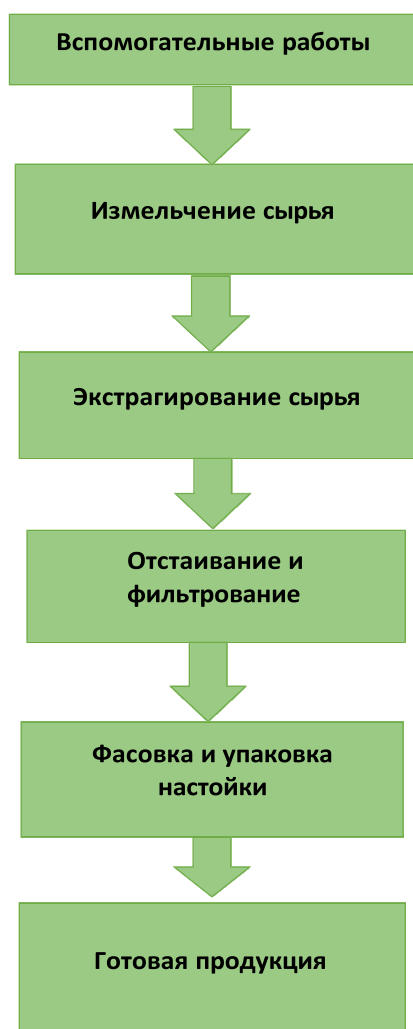 Вспомогательные работы
Измельчение сырья
Экстрагирование сырья
Отстаивание и
фильтрование
Фасовка и упаковка
настойки
Готовая продукция